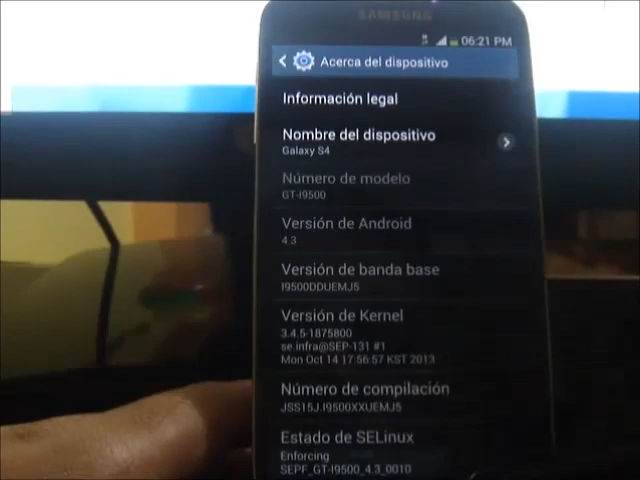 SAMSUNG
06:21 PM
Acerca del dispositivo
Información legal
Nombre del dispositivo
Galaxy S4
Número de modelo
GT-I9500
Versión de Android
4.3
Versión de banda base
I9500DDUEMJ5
Versión de Kernel
3.4.5-1875800
se.infra@SEP-131 #1
Mon Oct 14 17:56:57 KST 2013
Número de compilación
JSS15J.I9500XXUEMJ5
Estado de SELinux
Enforcing
SEPF_GT-I9500_4.3_0010